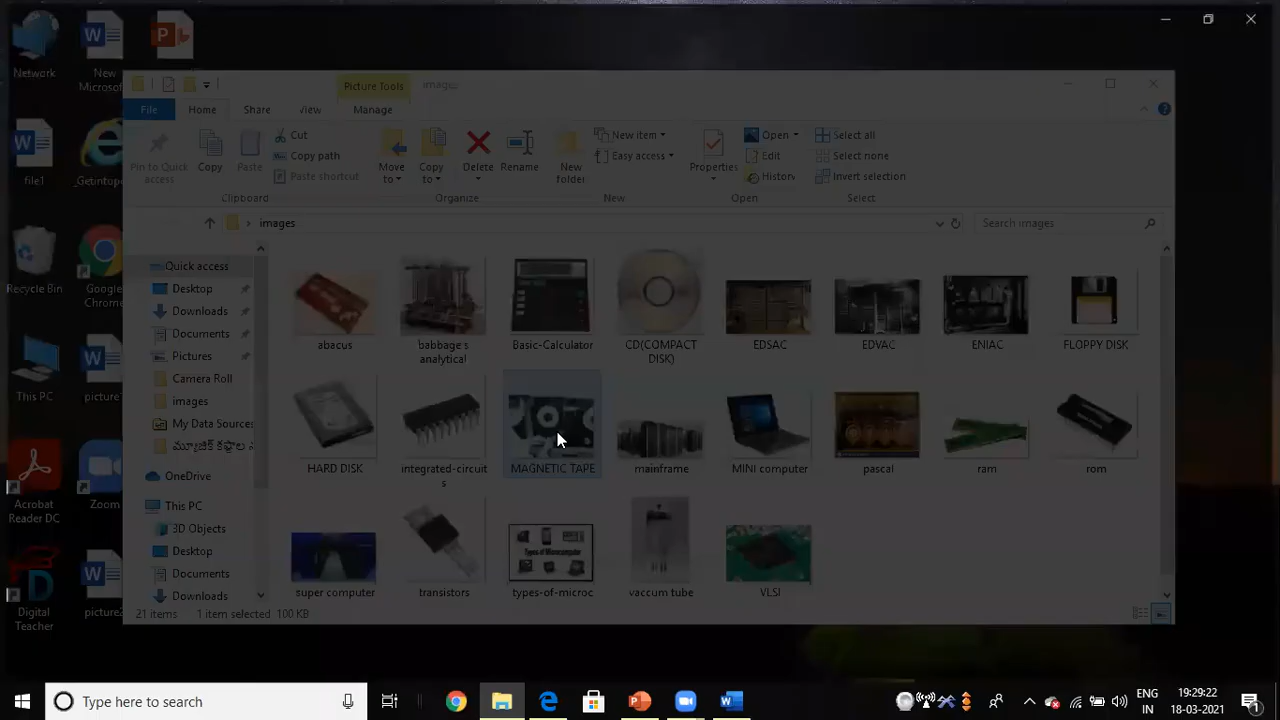 Network
New
Microsof
file1
_Getintop
Recycle Bin
Google
Chrome
This PC
picture
Acrobat
Reader DC
Zoom
Digital
Teacher
picture
Picture Tools
images
File
Home
Share
View
Manage
Pin to Quick
access
Copy
Paste
Cut
Copy path
Paste shortcut
Move
to
Copy
to
Delete
Rename
New
folder
New item
Easy access
Properties
Open
Edit
History
Select all
Select none
Invert selection
Clipboard
Organize
New
Open
Select
images
Search images
Quick access
Desktop
Downloads
Documents
Pictures
Camera Roll
images
My Data Sources
మ్యూజిక్
OneDrive
This PC
3D Objects
Desktop
Documents
Downloads
abacus
babbage s
analytical
Basic-Calculator
CD(COMPACT
DISK)
EDSAC
EDVAC
ENIAC
FLOPPY DISK
HARD DISK
integrated-circuit
s
MAGNETIC TAPE
mainframe
MINI computer
pascal
ram
rom
super computer
transistors
Types of Microcomputer
types-of-microc
vaccum tube
VLSI
21 items 1 item selected 100 KB
Type here to search
ENG
IN
19:29:22
18-03-2021